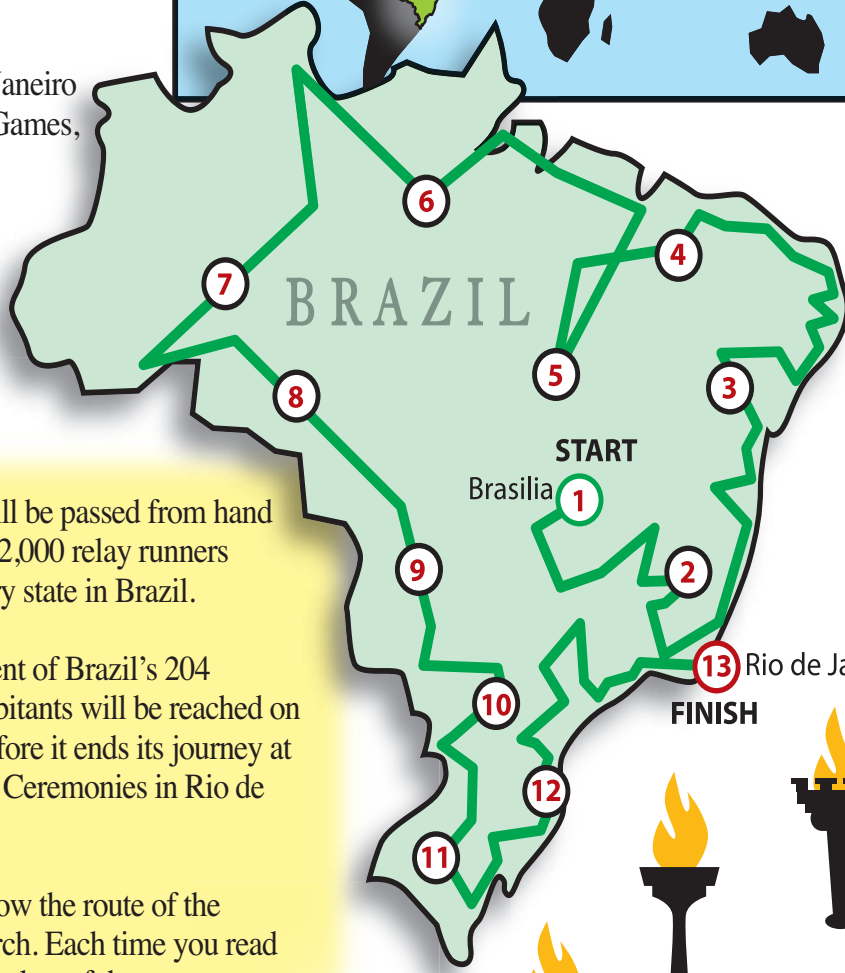 Janeiro
Games,
6
4
7
BRAZIL
5
3
8
START
Brasilia
1
ill be passed from hand
2,000 relay runners
ry state in Brazil.
9
2
ent of Brazil's 204
bitants will be reached on
fore it ends its journey at
Ceremonies in Rio de
13
Rio de Ja
FINISH
10
12
11
ow the route of the
rch. Each time you read